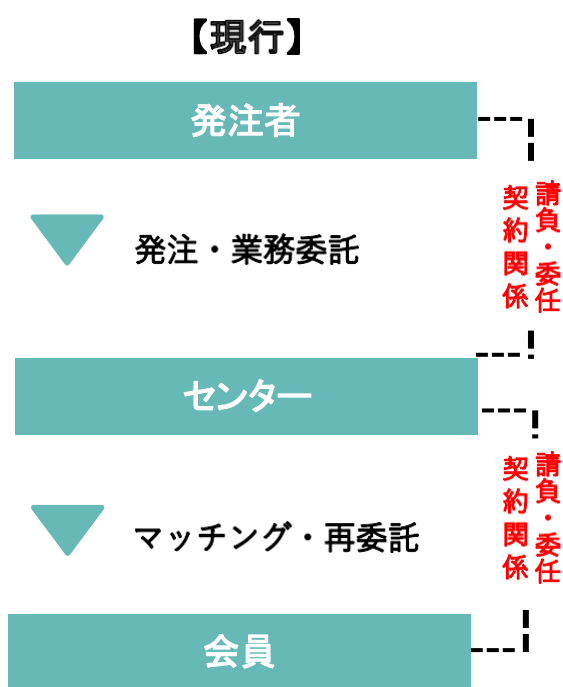 【現行】
発注者
発注・業務委託
請負・委任
契約関係
センター
マッチング・再委託
請負・委任
契約関係
会員